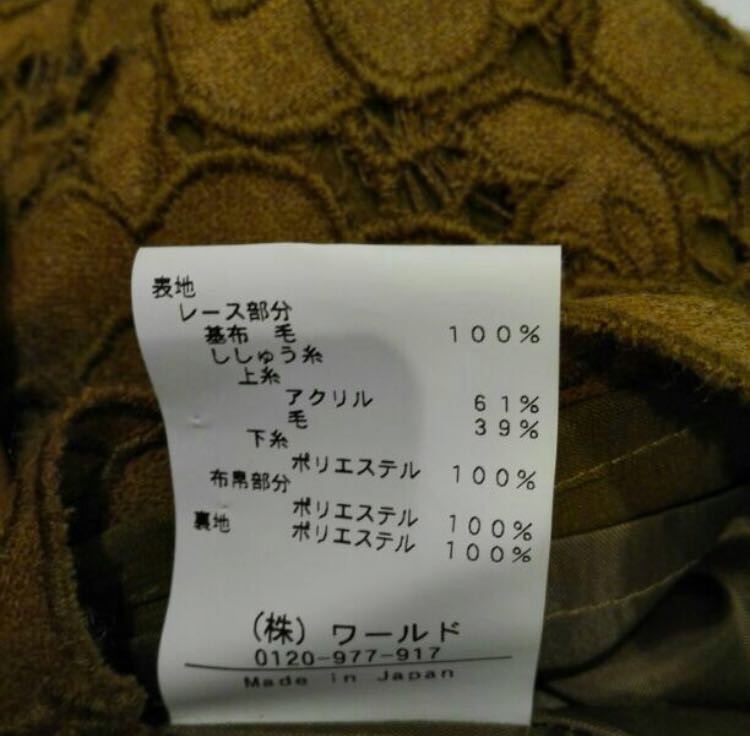 表地
レース部分
基布 毛 100%
ししゅう糸
上糸
アクリル 61%
毛 39%
下糸
ポリエステル 100%
布帛部分
ポリエステル 100%
裏地 ポリエステル 100%
(株) ワールド
0120-977-917
Made in Japan